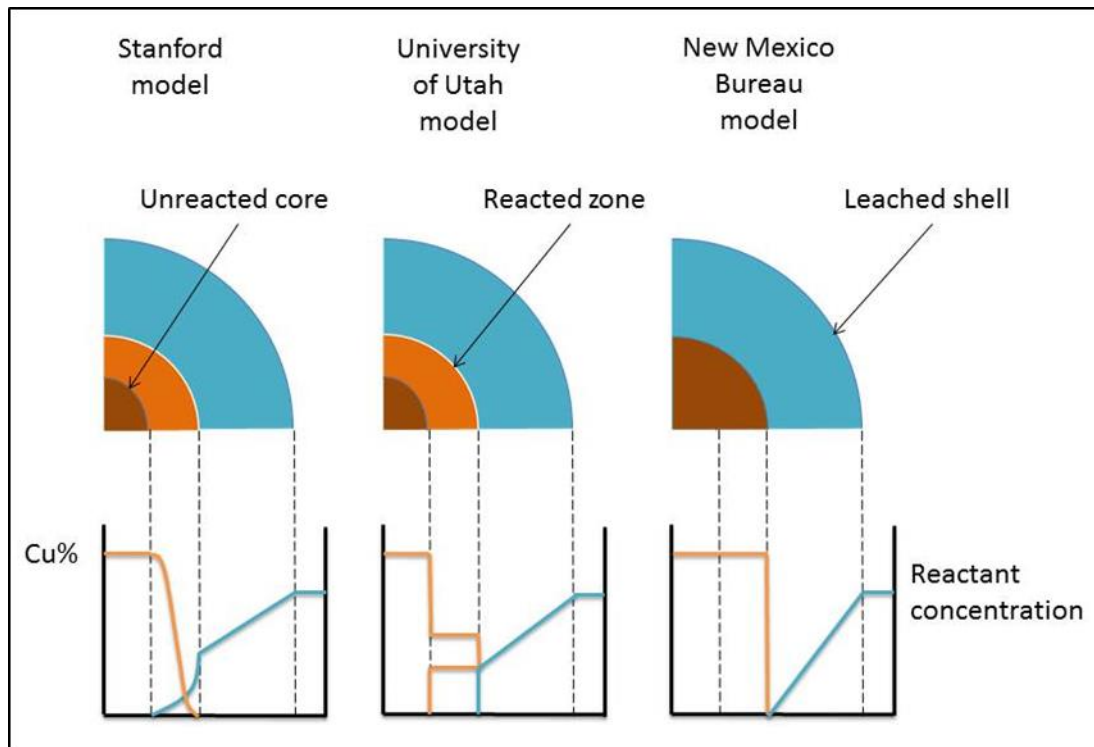 Stanford
model
University
of Utah
model
New Mexico
Bureau
model
Unreacted core
Reacted zone
Leached shell
Cu%
Reactant
concentration